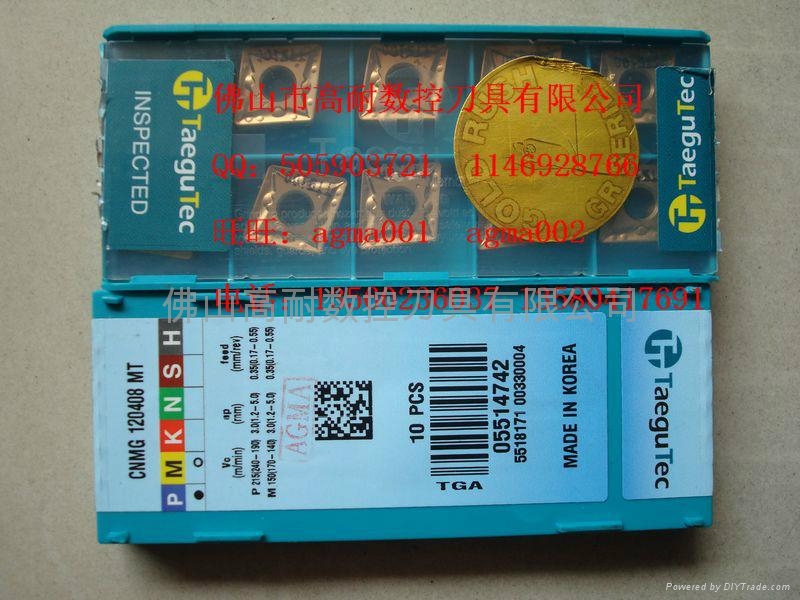 TaeguTec
INSPECTED
GOLD RUSH
TaeguTec
佛山市高耐数控刀具有限公司
QQ: 505903721 1146928766
旺旺: agma001 agma002
佛山高耐数控刀具有限公司
CNMG 120408 MT
P M K N S H
Vc
(m/min)
ap
(mm)
feed
(mm/rev)
P 215(240~190) 3.0(1.2~5.0) 0.35(0.17~0.55)
M 150(170~140) 3.0(1.2~5.0) 0.35(0.17~0.55)
AGMA
10 PCS
05514742
5518171 00330004
TGA
MADE IN KOREA
TaeguTec
Powered by DIYTrade.com